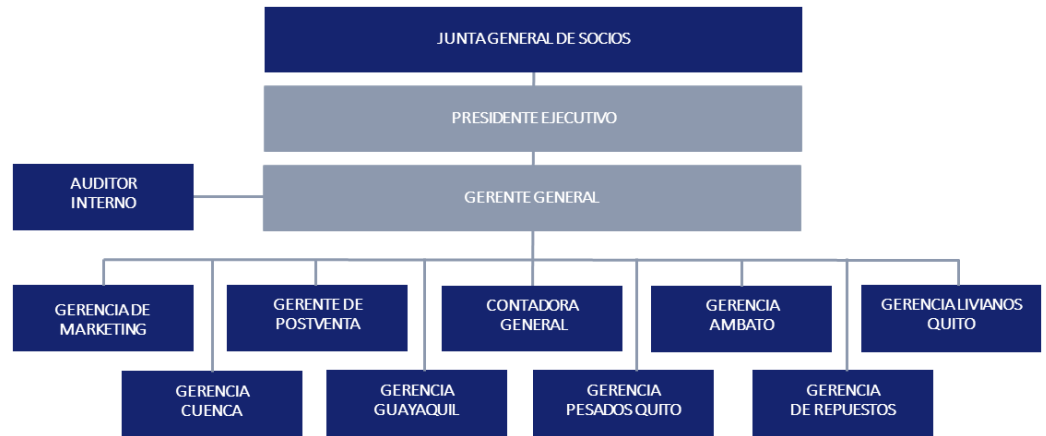 JUNTA GENERAL DE SOCIOS
PRESIDENTE EJECUTIVO
AUDITOR
INTERNO
GERENTE GENERAL
GERENCIA DE
MARKETING
GERENTE DE
POSTVENTA
CONTADORA
GENERAL
GERENCIA
AMBATO
GERENCIA LIVIANOS
QUITO
GERENCIA
CUENCA
GERENCIA
GUAYAQUIL
GERENCIA
PESADOS QUITO
GERENCIA
DE REPUESTOS